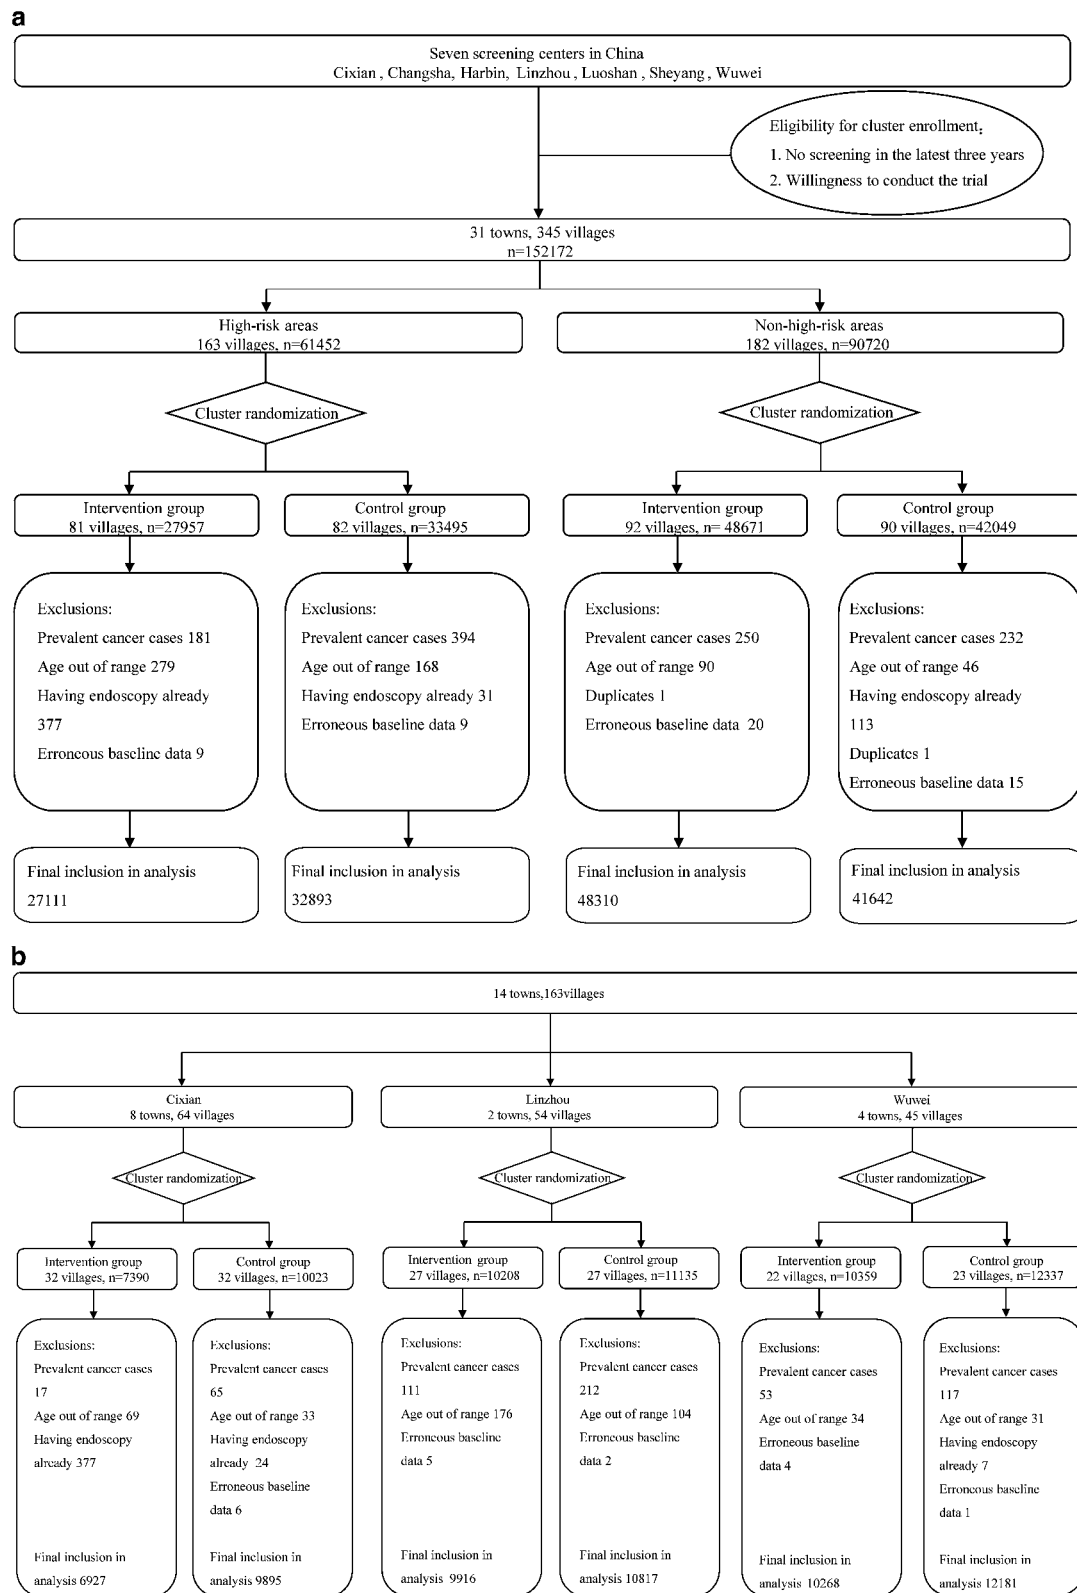 a
Seven screening centers in China
Cixian , Changsha, Harbin, Linzhou , Luoshan , Sheyang , Wuwei
Eligibility for cluster enrollment:
1. No screening in the latest three years
2. Willingness to conduct the trial
31 towns, 345 villages
n=152172
High-risk areas
163 villages, n=61452
Non-high-risk areas
182 villages, n=90720
Cluster randomization
Cluster randomization
Intervention group
81 villages, n=27957
Control group
82 villages, n=33495
Intervention group
92 villages, n= 48671
Control group
90 villages, n=42049
Exclusions:
Prevalent cancer cases 181
Age out of range 279
Having endoscopy already
377
Erroneous baseline data 9
Exclusions:
Prevalent cancer cases 394
Age out of range 168
Having endoscopy already 31
Erroneous baseline data 9
Exclusions:
Prevalent cancer cases 250
Age out of range 90
Duplicates 1
Erroneous baseline data 20
Exclusions:
Prevalent cancer cases 232
Age out of range 46
Having endoscopy already
113
Duplicates 1
Erroneous baseline data 15
Final inclusion in analysis
27111
Final inclusion in analysis
32893
Final inclusion in analysis
48310
Final inclusion in analysis
41642
b
14 towns,163villages
Cixian
8 towns, 64 villages
Linzhou
2 towns, 54 villages
Wuwei
4 towns, 45 villages
Cluster randomization
Cluster randomization
Cluster randomization
Intervention group
32 villages, n=7390
Control group
32 villages, n=10023
Intervention group
27 villages, n=10208
Control group
27 villages, n=11135
Intervention group
22 villages, n=10359
Control group
23 villages, n=12337
Exclusions:
Prevalent cancer cases
17
Age out of range 69
Having endoscopy
already 377
Final inclusion in
analysis 6927
Exclusions:
Prevalent cancer cases
65
Age out of range 33
Having endoscopy
already 24
Erroneous baseline
data 6
Final inclusion in
analysis 9895
Exclusions:
Prevalent cancer cases
111
Age out of range 176
Erroneous baseline
data 5
Final inclusion in
analysis 9916
Exclusions:
Prevalent cancer cases
212
Age out of range 104
Erroneous baseline
data 2
Final inclusion in
analysis 10817
Exclusions:
Prevalent cancer cases
53
Age out of range 34
Erroneous baseline
data 4
Final inclusion in
analysis 10268
Exclusions:
Prevalent cancer cases
117
Age out of range 31
Having endoscopy
already 7
Erroneous baseline
data 1
Final inclusion in
analysis 12181